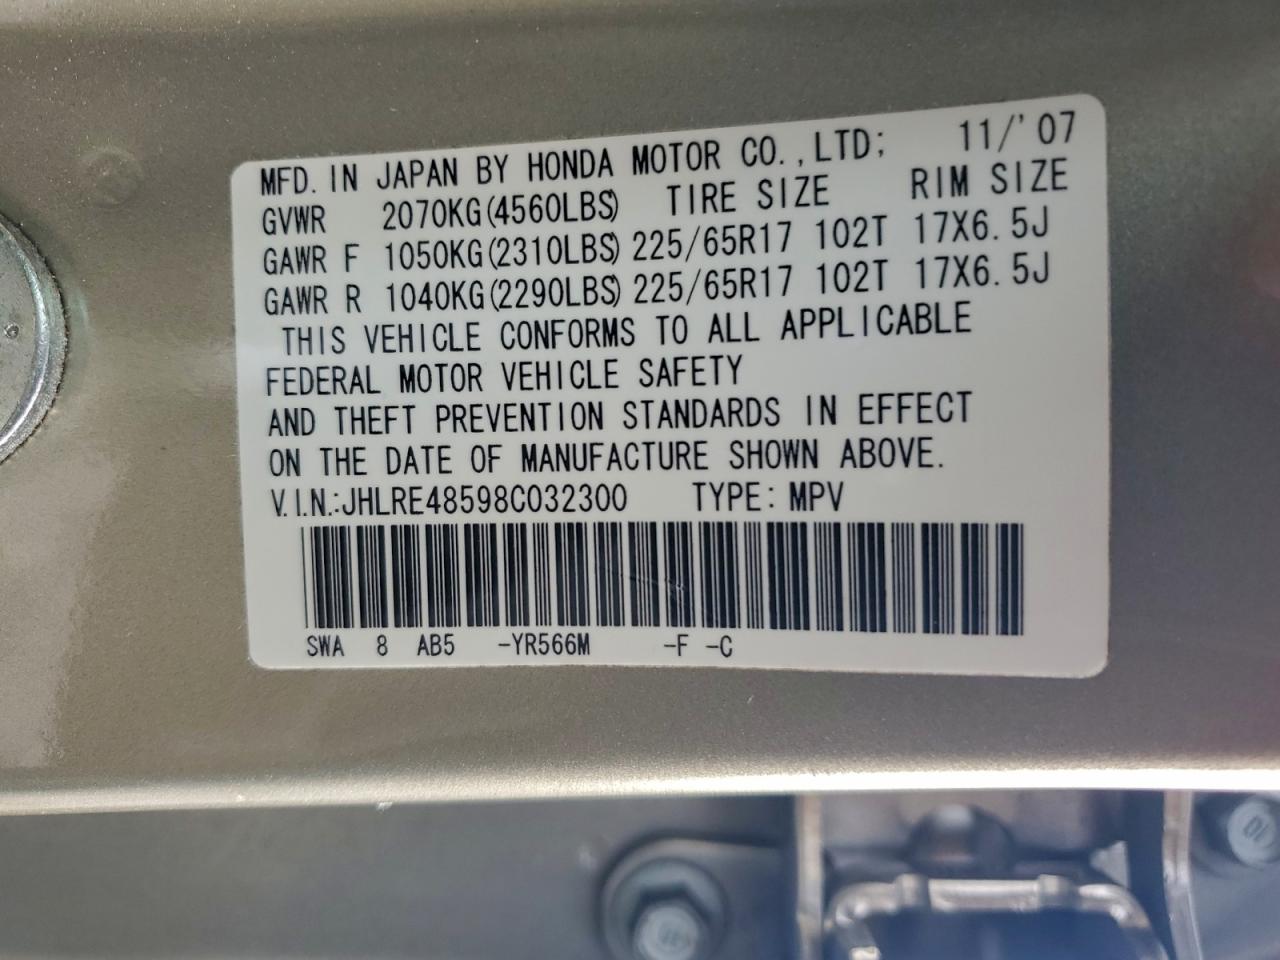 MFD. IN JAPAN BY HONDA MOTOR CO.,LTD; 11/'07
GVWR 2070KG(4560LBS) TIRE SIZE RIM SIZE
GAWR F 1050KG(2310LBS) 225/65R17 102T 17X6.5J
GAWR R 1040KG(2290LBS) 225/65R17 102T 17X6.5J
THIS VEHICLE CONFORMS TO ALL APPLICABLE
FEDERAL MOTOR VEHICLE SAFETY
AND THEFT PREVENTION STANDARDS IN EFFECT
ON THE DATE OF MANUFACTURE SHOWN ABOVE.
V.I.N.:JHLRE48598C032300 TYPE: MPV
SWA 8 AB5 -YR566M -F -C